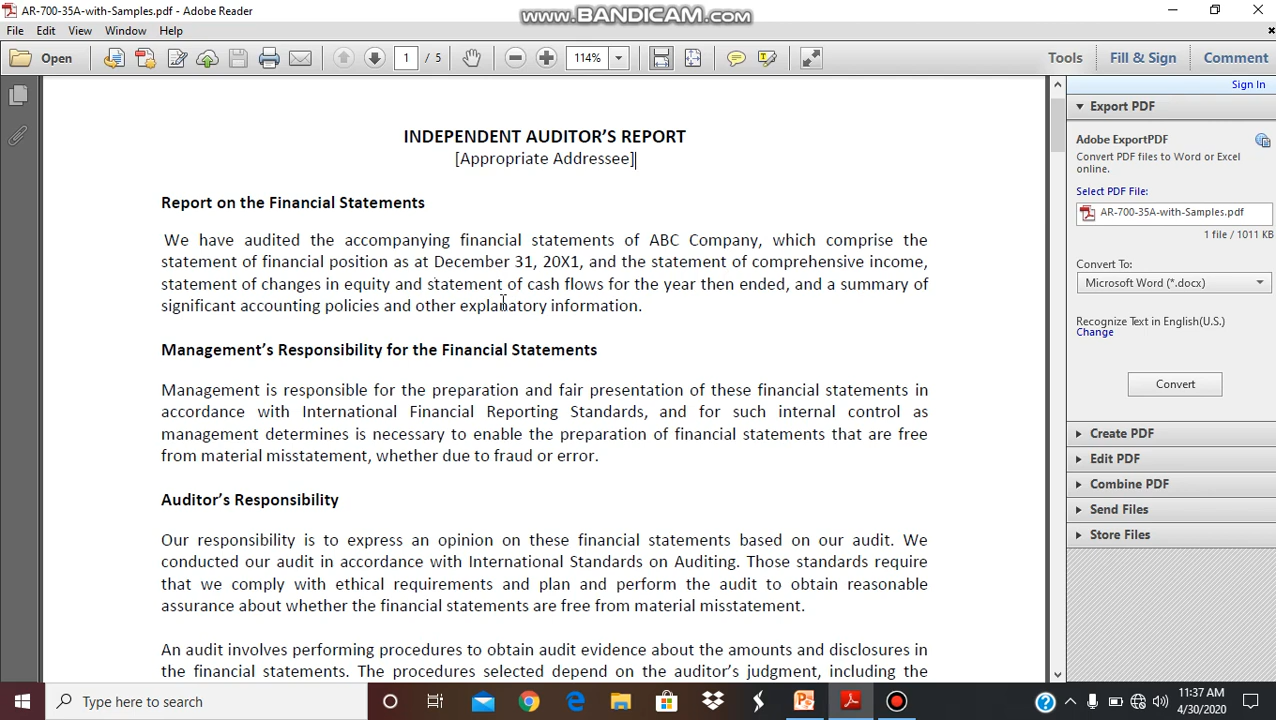 AR-700-35A-with-Samples.pdf - Adobe Reader
www.BANDICAM.com
File Edit View Window Help
Open
1 / 5
114%
Tools
Fill & Sign
Comment
Sign In
INDEPENDENT AUDITOR'S REPORT
[Appropriate Addressee]
Report on the Financial Statements
We have audited the accompanying financial statements of ABC Company, which comprise the
statement of financial position as at December 31, 20X1, and the statement of comprehensive income,
statement of changes in equity and statement of cash flows for the year then ended, and a summary of
significant accounting policies and other explanatory information.
Management's Responsibility for the Financial Statements
Management is responsible for the preparation and fair presentation of these financial statements in
accordance with International Financial Reporting Standards, and for such internal control as
management determines is necessary to enable the preparation of financial statements that are free
from material misstatement, whether due to fraud or error.
Auditor's Responsibility
Our responsibility is to express an opinion on these financial statements based on our audit. We
conducted our audit in accordance with International Standards on Auditing. Those standards require
that we comply with ethical requirements and plan and perform the audit to obtain reasonable
assurance about whether the financial statements are free from material misstatement.
An audit involves performing procedures to obtain audit evidence about the amounts and disclosures in
the financial statements. The procedures selected depend on the auditor's judgment, including the
Export PDF
Adobe ExportPDF
Convert PDF files to Word or Excel
online.
Select PDF File:
AR-700-35A-with-Samples.pdf
1 file / 1011 KB
Convert To:
Microsoft Word (*.docx)
Recognize Text in English(U.S.)
Change
Convert
Create PDF
Edit PDF
Combine PDF
Send Files
Store Files
Type here to search
11:37 AM
4/30/2020